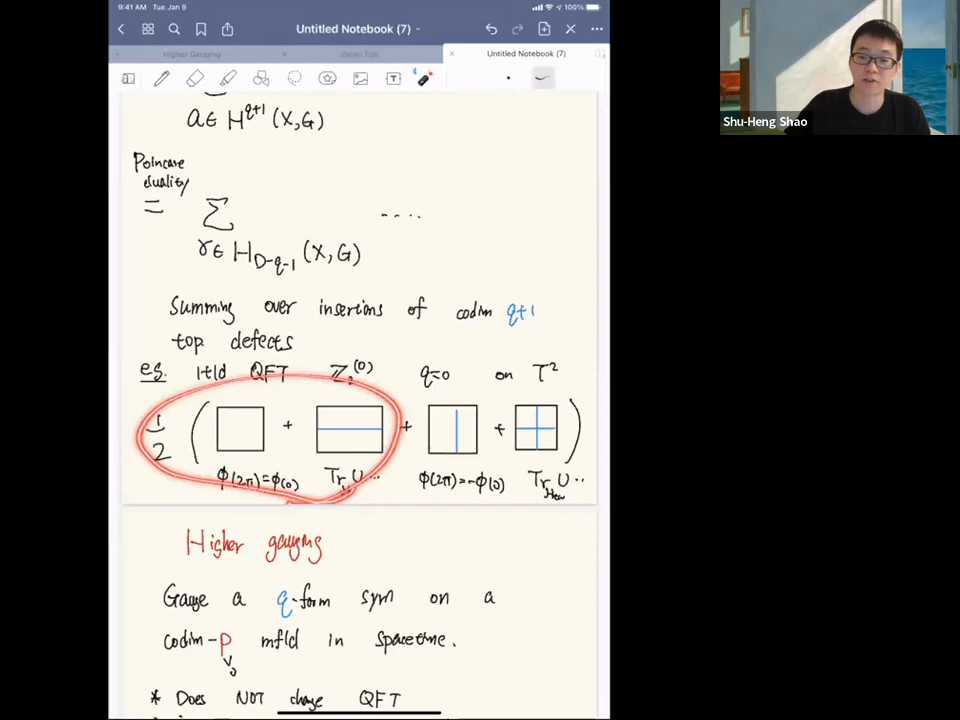 9:41 AM Tue Jan 9
100%
Untitled Notebook (7)
Higher Gauging
Untitled Notebook (7)
a ∈ H^{q+1} (X,G)
Poincare
duality
= Σ ....
γ ∈ H_{D-q-1} (X,G)
Summing over insertions of codim q+1
top defects
e.g. 1+1d QFT ℤ₂^{(0)} q=0 on T²
1/2 ( + + + )
ϕ(2π)=ϕ(0) Tr U .. ϕ(2π)=-ϕ(0) Tr U ..
Higher gauging
Gauge a q-form sym on a
codim-p mfld in spacetime.
* Does NOT change QFT
Shu-Heng Shao